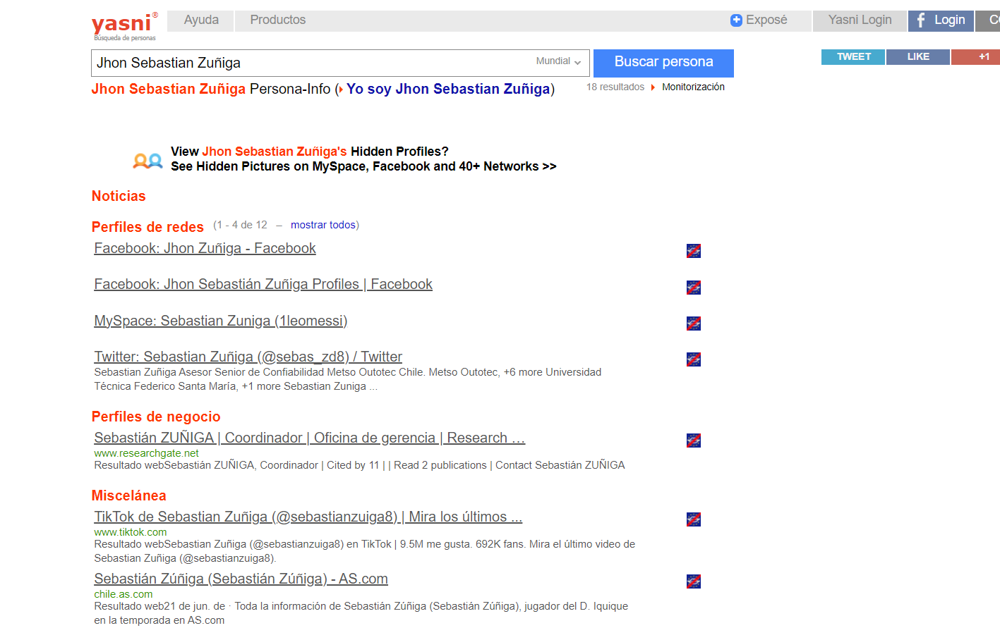 yasni®
Búsqueda de personas
Ayuda
Productos
Exposé
Yasni Login
Login
Jhon Sebastian Zuñiga
Mundial
Buscar persona
TWEET
LIKE
+1
Jhon Sebastian Zuñiga Persona-Info (Yo soy Jhon Sebastian Zuñiga)
18 resultados
Monitorización
View Jhon Sebastian Zuñiga's Hidden Profiles?
See Hidden Pictures on MySpace, Facebook and 40+ Networks >>
Noticias
Perfiles de redes (1 - 4 de 12 – mostrar todos)
Facebook: Jhon Zuñiga - Facebook
Facebook: Jhon Sebastián Zuñiga Profiles | Facebook
MySpace: Sebastian Zuniga (1leomessi)
Twitter: Sebastian Zuñiga (@sebas_zd8) / Twitter
Sebastian Zuñiga Asesor Senior de Confiabilidad Metso Outotec Chile. Metso Outotec, +6 more Universidad
Técnica Federico Santa María, +1 more Sebastian Zuniga ...
Perfiles de negocio
Sebastián ZUÑIGA | Coordinador | Oficina de gerencia | Research …
www.researchgate.net
Resultado webSebastián ZUÑIGA, Coordinador | Cited by 11 | | Read 2 publications | Contact Sebastián ZUÑIGA
Miscelánea
TikTok de Sebastian Zuñiga (@sebastianzuiga8) | Mira los últimos ...
www.tiktok.com
Resultado webSebastian Zuñiga (@sebastianzuiga8) en TikTok | 9.5M me gusta. 692K fans. Mira el último video de
Sebastian Zuñiga (@sebastianzuiga8).
Sebastián Zúñiga (Sebastián Zúñiga) - AS.com
chile.as.com
Resultado web21 de jun. de · Toda la información de Sebastián Zúñiga (Sebastián Zúñiga), jugador del D. Iquique
en la temporada en AS.com